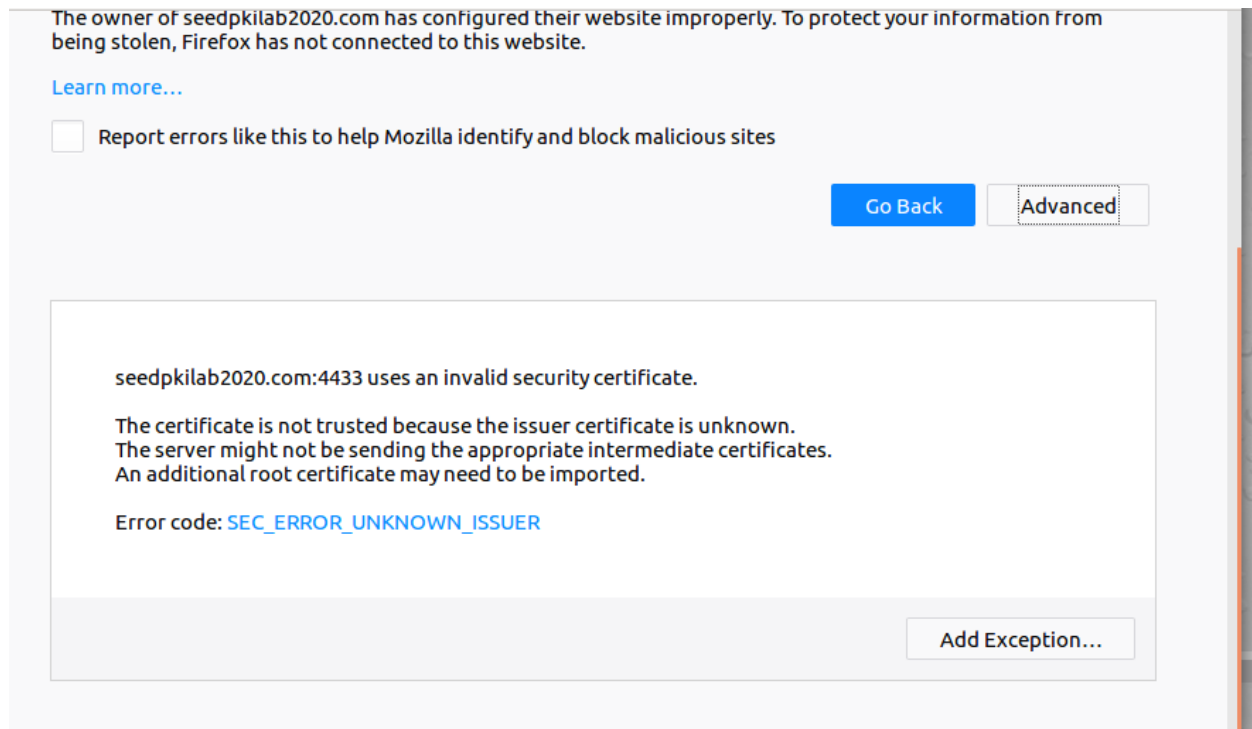 The owner of seedpkilab2020.com has configured their website improperly. To protect your information from
being stolen, Firefox has not connected to this website.
Learn more…
Report errors like this to help Mozilla identify and block malicious sites
Go Back
Advanced
seedpkilab2020.com:4433 uses an invalid security certificate.
The certificate is not trusted because the issuer certificate is unknown.
The server might not be sending the appropriate intermediate certificates.
An additional root certificate may need to be imported.
Error code: SEC_ERROR_UNKNOWN_ISSUER
Add Exception…